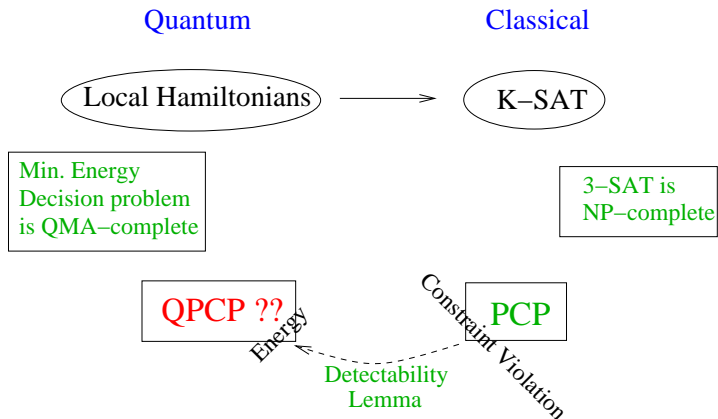 Quantum
Classical
Local Hamiltonians
K−SAT
Min. Energy
Decision problem
is QMA−complete
3−SAT is
NP−complete
QPCP ??
Energy
Constraint Violation
PCP
Detectability
Lemma